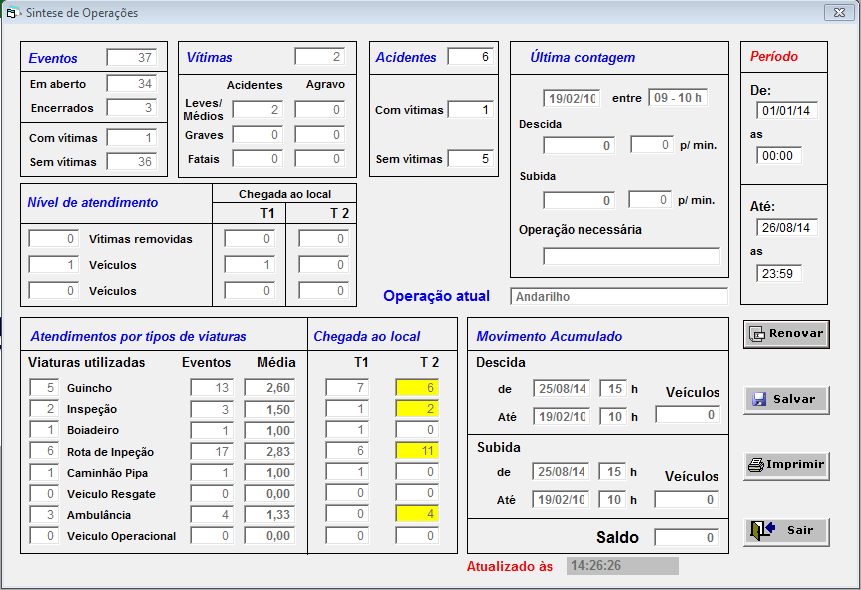 Sintese de Operações
Eventos 37
Em aberto 34
Encerrados 3
Com vítimas 1
Sem vítimas 36
Vítimas 2
Acidentes Agravo
Leves/
Médios 2 0
Graves 0 0
Fatais 0 0
Acidentes 6
Com vítimas 1
Sem vítimas 5
Última contagem
19/02/10 entre 09 - 10 h
Descida
0 0 p/ min.
Subida
0 0 p/ min.
Operação necessária
Período
De:
01/01/14
as
00:00
Até:
26/08/14
as
23:59
Nível de atendimento
Chegada ao local
T1 T 2
0 Vítimas removidas 0 0
1 Veículos 1 0
0 Veículos 0 0
Operação atual Andarilho
Atendimentos por tipos de viaturas Chegada ao local
Viaturas utilizadas Eventos Média T1 T 2
5 Guincho 13 2,60 7 6
2 Inspeção 3 1,50 1 2
1 Boiadeiro 1 1,00 1 0
6 Rota de Inpeção 17 2,83 6 11
1 Caminhão Pipa 1 1,00 1 0
0 Veiculo Resgate 0 0,00 0 0
3 Ambulância 4 1,33 0 4
0 Veiculo Operacional 0 0,00 0 0
Movimento Acumulado
Descida
de 25/08/14 15 h Veículos
Até 19/02/10 10 h 0
Subida
de 25/08/14 15 h Veículos
Até 19/02/10 10 h 0
Saldo 0
Atualizado às 14:26:26
Renovar
Salvar
Imprimir
Sair